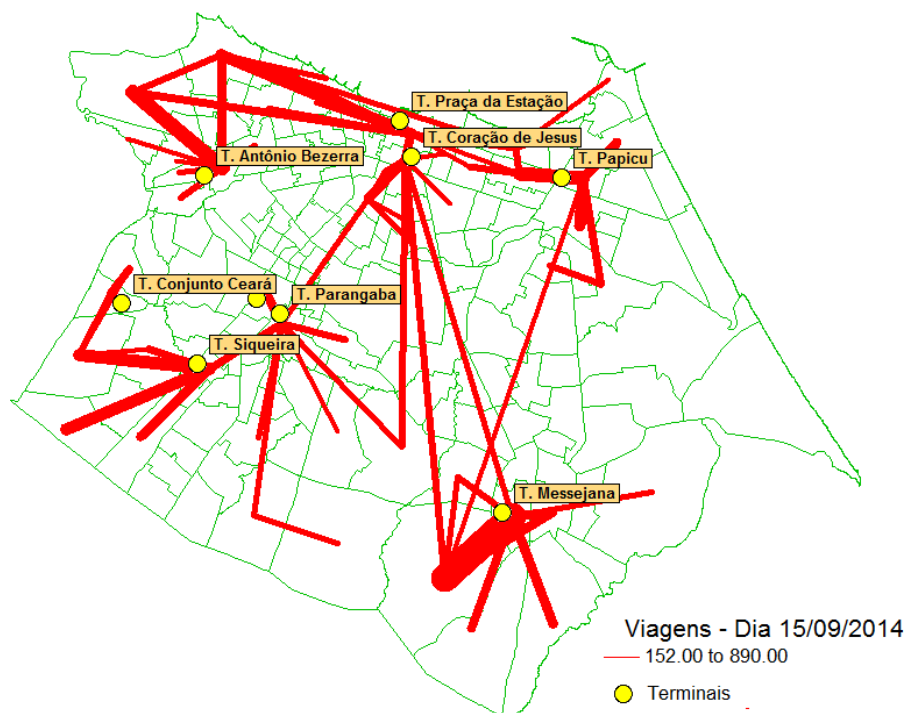 T. Praça da Estação
T. Coração de Jesus
T. Antônio Bezerra
T. Papicu
T. Conjunto Ceará
T. Parangaba
T. Siqueira
T. Messejana
Viagens - Dia 15/09/2014
152.00 to 890.00
Terminais